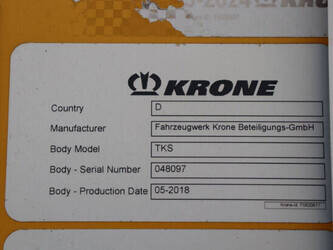 KRONE
Country D
Manufacturer Fahrzeugwerk Krone Beteiligungs-GmbH
Body Model TKS
Body - Serial Number 048097
Body - Production Date 05-2018